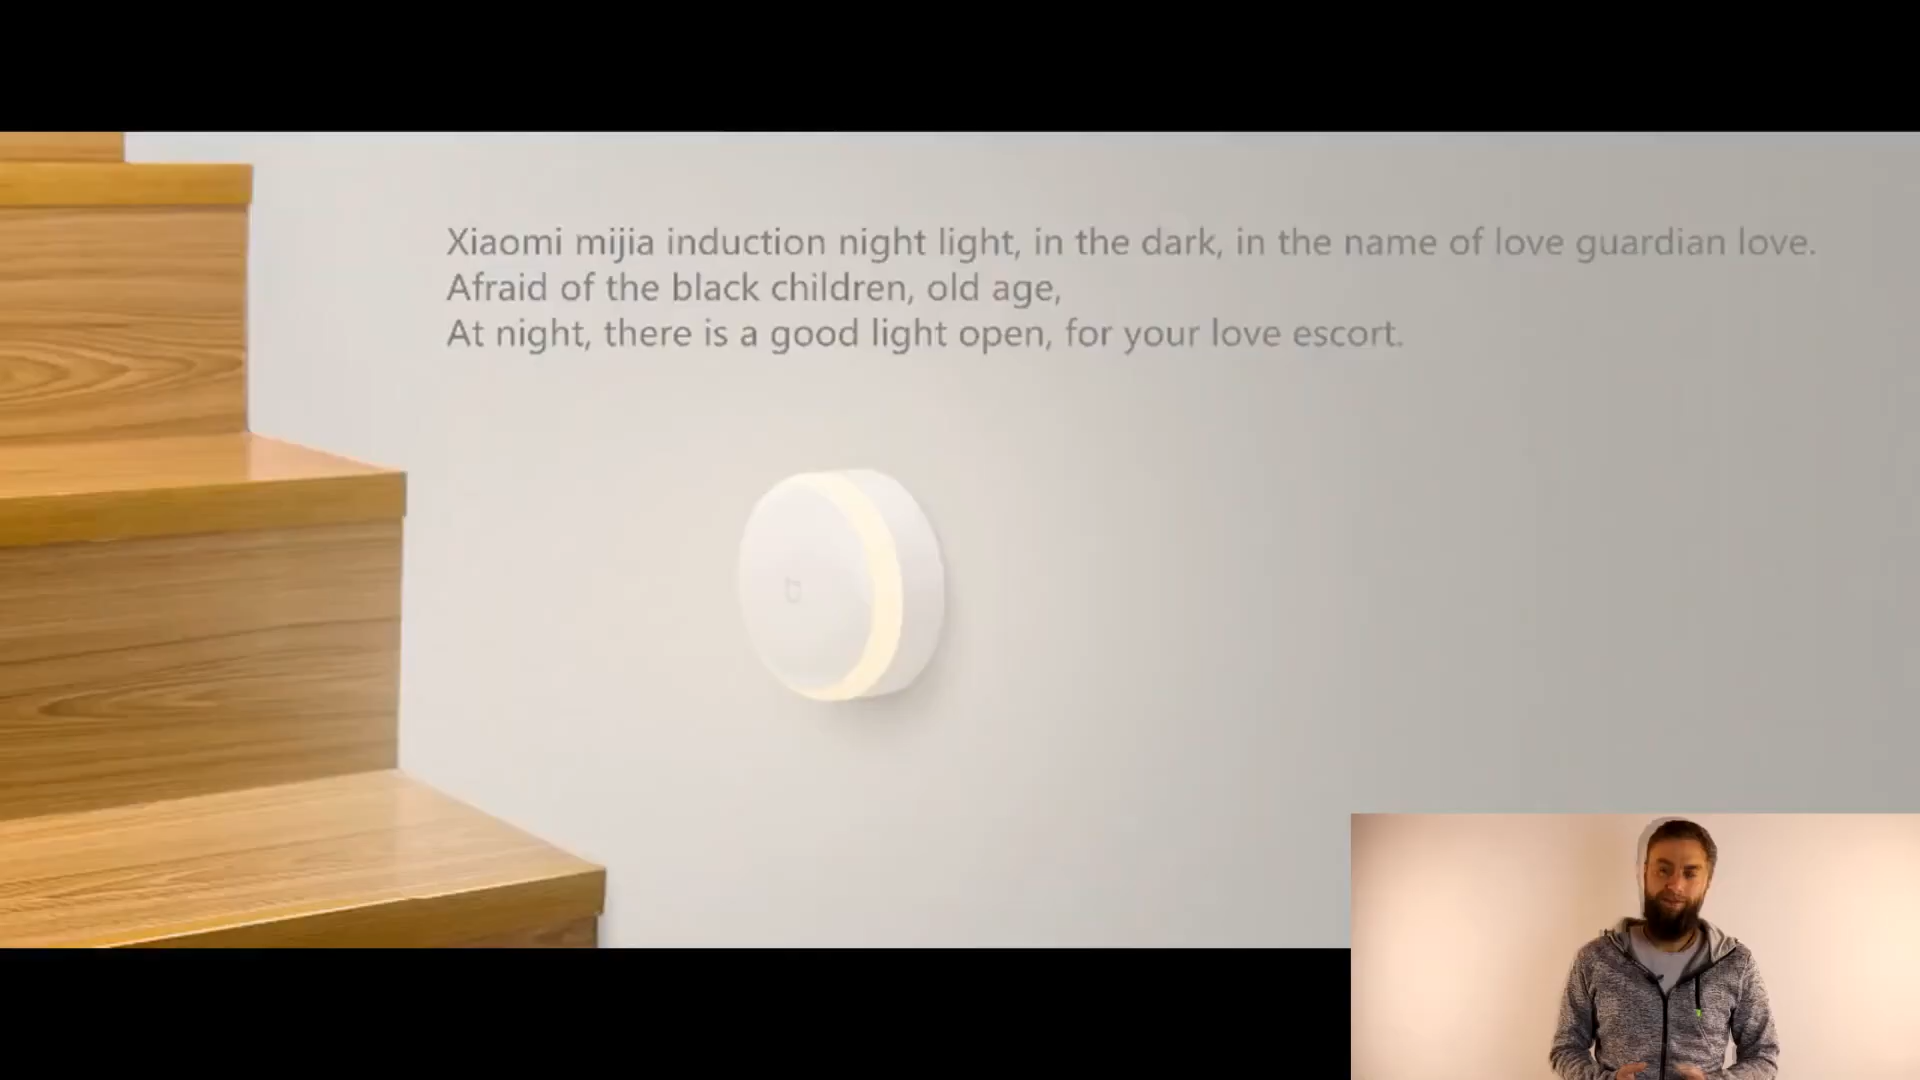 Xiaomi mijia induction night light, in the dark, in the name of love guardian love.
Afraid of the black children, old age,
At night, there is a good light open, for your love escort.